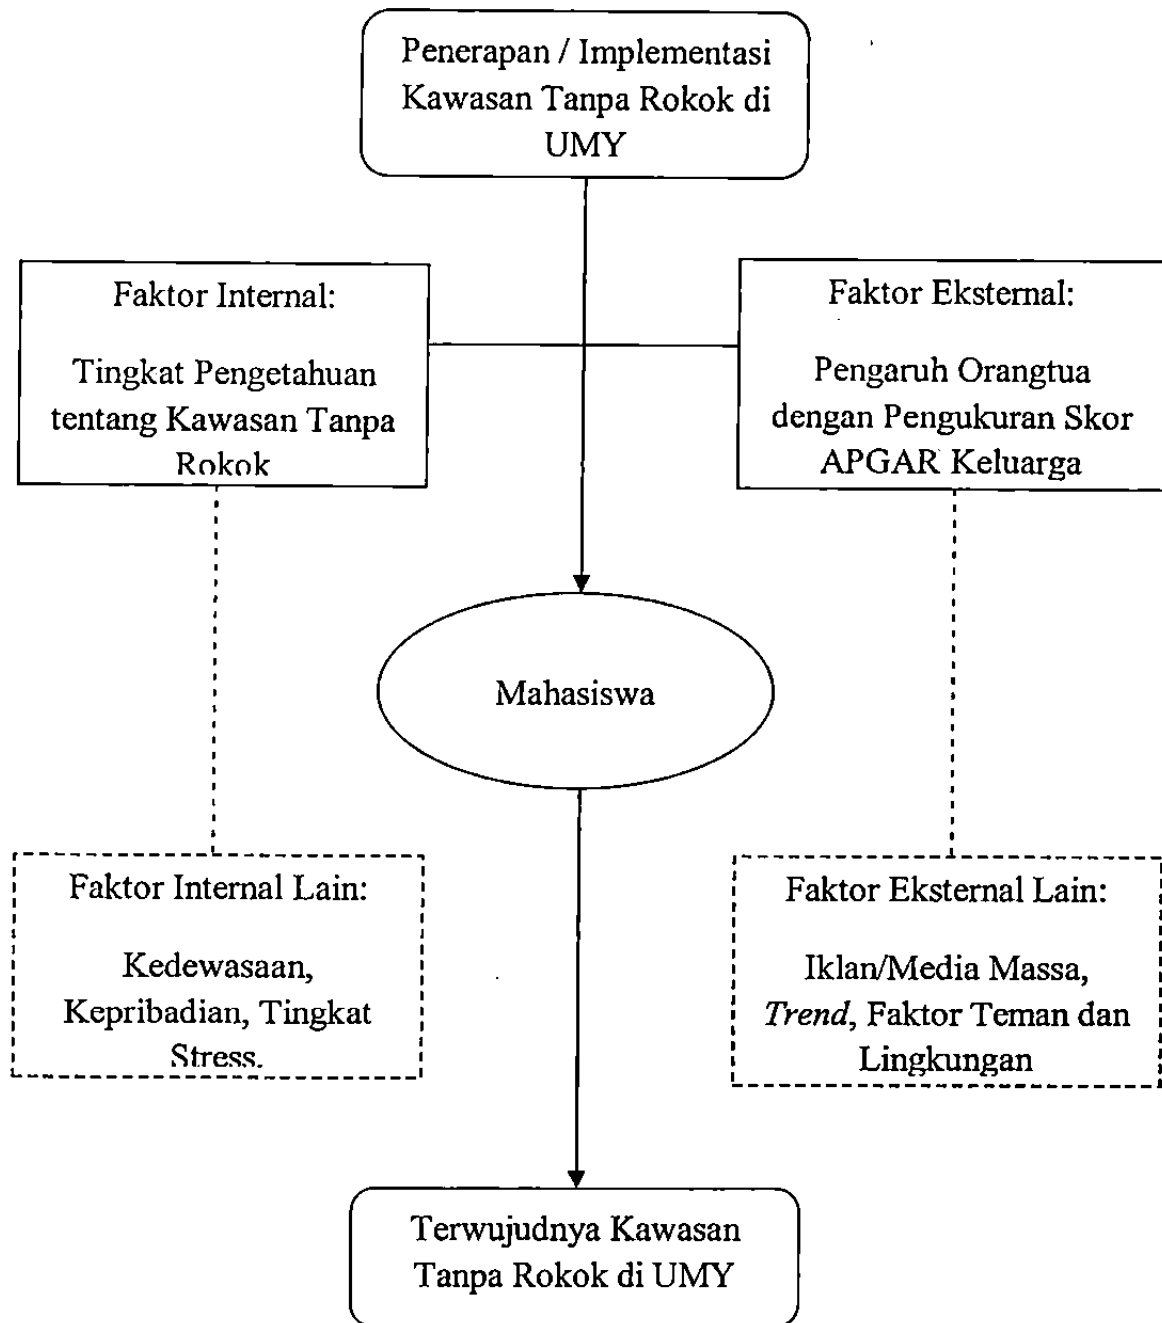 Penerapan / Implementasi
Kawasan Tanpa Rokok di
UMY
Faktor Internal:
Tingkat Pengetahuan
tentang Kawasan Tanpa
Rokok
Faktor Eksternal:
Pengaruh Orangtua
dengan Pengukuran Skor
APGAR Keluarga
Mahasiswa
Faktor Internal Lain:
Kedewasaan,
Kepribadian, Tingkat
Stress.
Faktor Eksternal Lain:
Iklan/Media Massa,
Trend, Faktor Teman dan
Lingkungan
Terwujudnya Kawasan
Tanpa Rokok di UMY